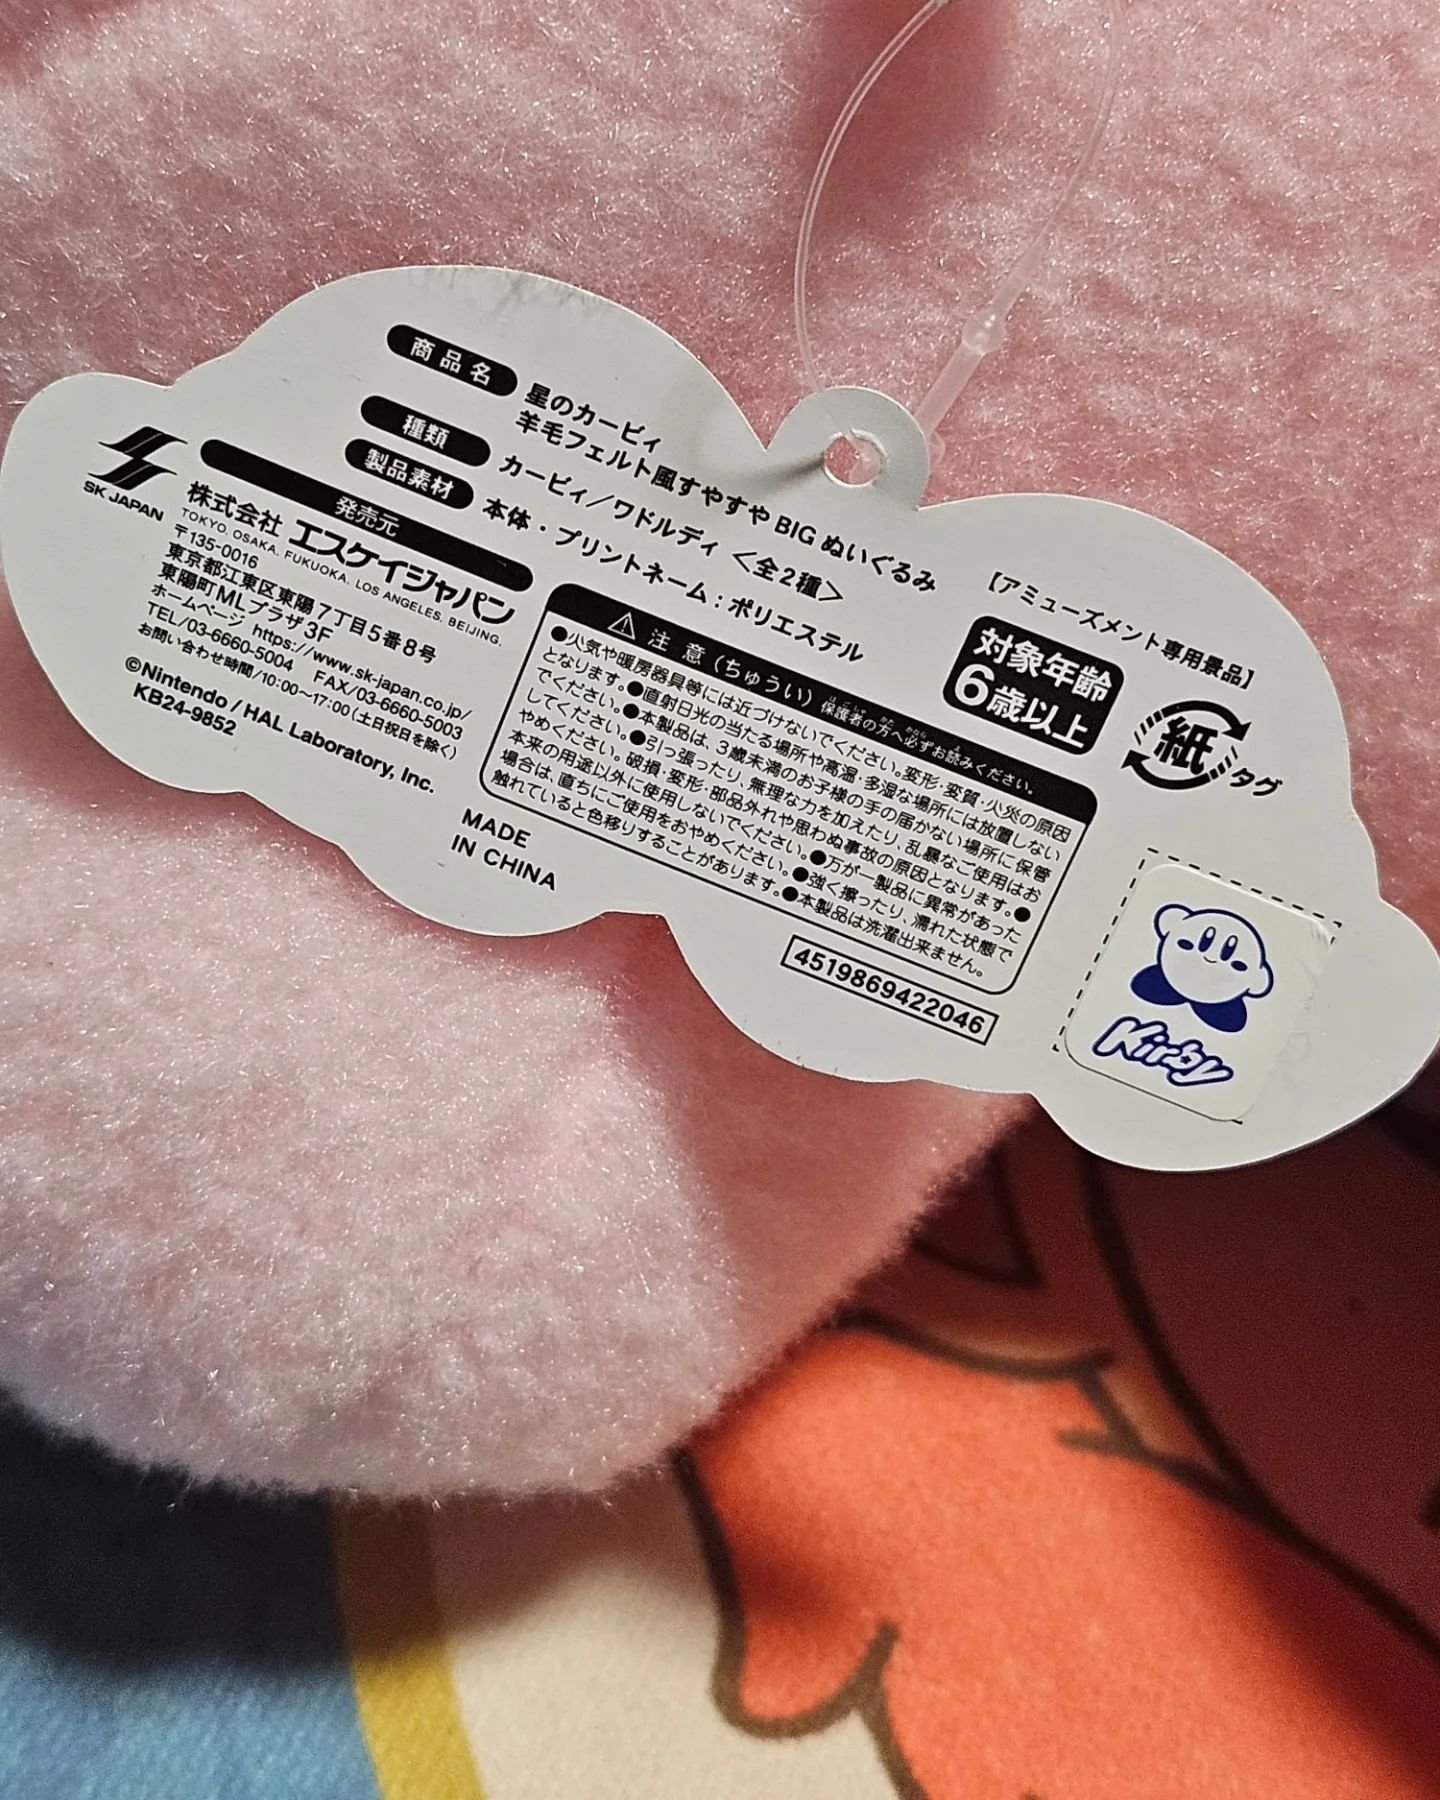 商品名
星のカービィ
羊毛フェルト風すやすや BIG ぬいぐるみ
種類
カービィ／ワドルディ ＜全2種＞
製品素材
本体・プリントネーム：ポリエステル
SK JAPAN
発売元
株式会社 エスケイジャパン
TOKYO. OSAKA. FUKUOKA. LOS ANGELES. BEIJING.
〒135-0016
東京都江東区東陽7丁目5番8号
東陽町MLプラザ3F
ホームページ https://www.sk-japan.co.jp/
TEL/03-6660-5004 FAX/03-6660-5003
お問い合わせ時間/10:00～17:00(土日祝日を除く)
©Nintendo / HAL Laboratory, Inc.
KB24-9852
MADE
IN CHINA
注意(ちゅうい) 保護者の方へ必ずお読みください。
ほごしゃ かた かなら よ
●火気や暖房器具等には近づけないでください。変形・変質・火災の原因
となります。●直射日光の当たる場所や高温・多湿な場所には放置しない
でください。●本製品は、3歳未満のお子様の手の届かない場所に保管
してください。●引っ張ったり、無理な力を加えたり、乱暴なご使用はお
やめください。破損・変形・部品外れや思わぬ事故の原因となります。●
本来の用途以外に使用しないでください。●万が一製品に異常があった
場合は、直ちにご使用をおやめください。●強く擦ったり、濡れた状態で
触れていると色移りすることがあります。●本製品は洗濯出来ません。
4519869422046
【アミューズメント専用景品】
対象年齢
6歳以上
紙
タグ
Kirby